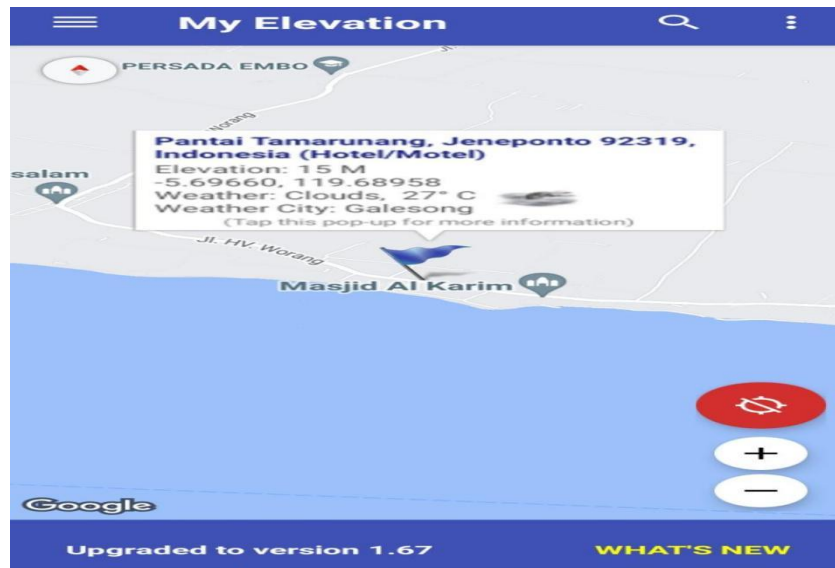 My Elevation
PERSADA EMBO
Worang
Pantai Tamarunang, Jeneponto 92319,
Indonesia (Hotel/Motel)
Elevation: 15 M
-5.69660, 119.68958
Weather: Clouds, 27° C
Weather City: Galesong
(Tap this pop-up for more information)
salam
Jl. HV. Worang
Masjid Al Karim
Google
Upgraded to version 1.67
WHAT'S NEW